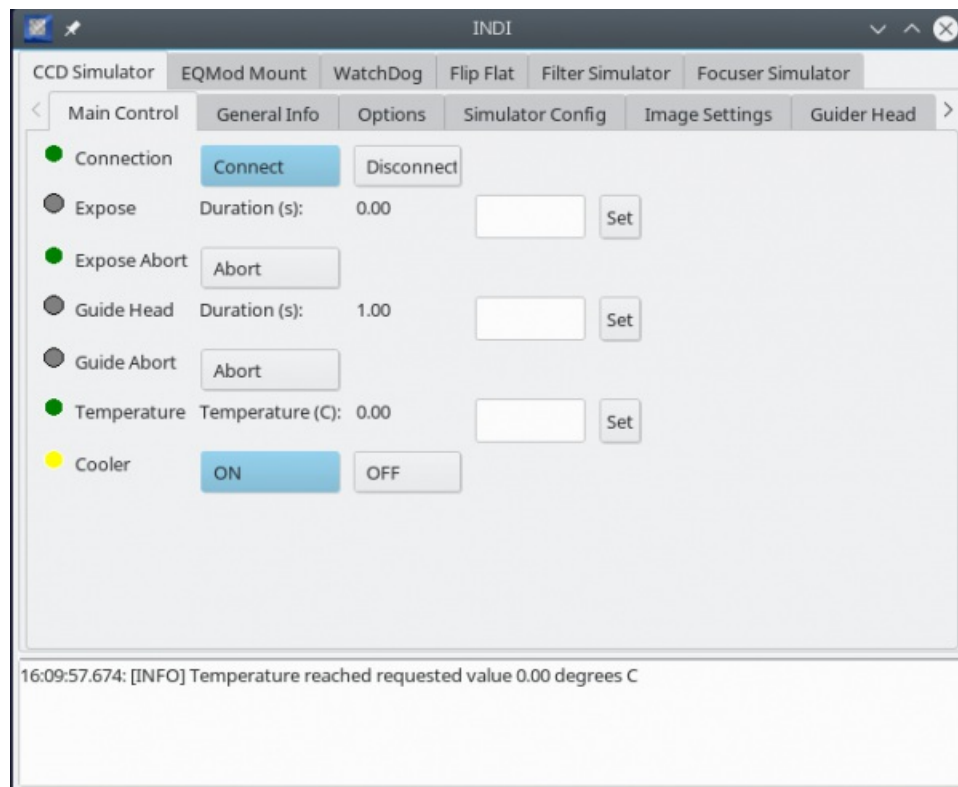 INDI
CCD Simulator EQMod Mount WatchDog Flip Flat Filter Simulator Focuser Simulator
Main Control General Info Options Simulator Config Image Settings Guider Head
Connection Connect Disconnect
Expose Duration (s): 0.00 Set
Expose Abort Abort
Guide Head Duration (s): 1.00 Set
Guide Abort Abort
Temperature Temperature (C): 0.00 Set
Cooler ON OFF
16:09:57.674: [INFO] Temperature reached requested value 0.00 degrees C